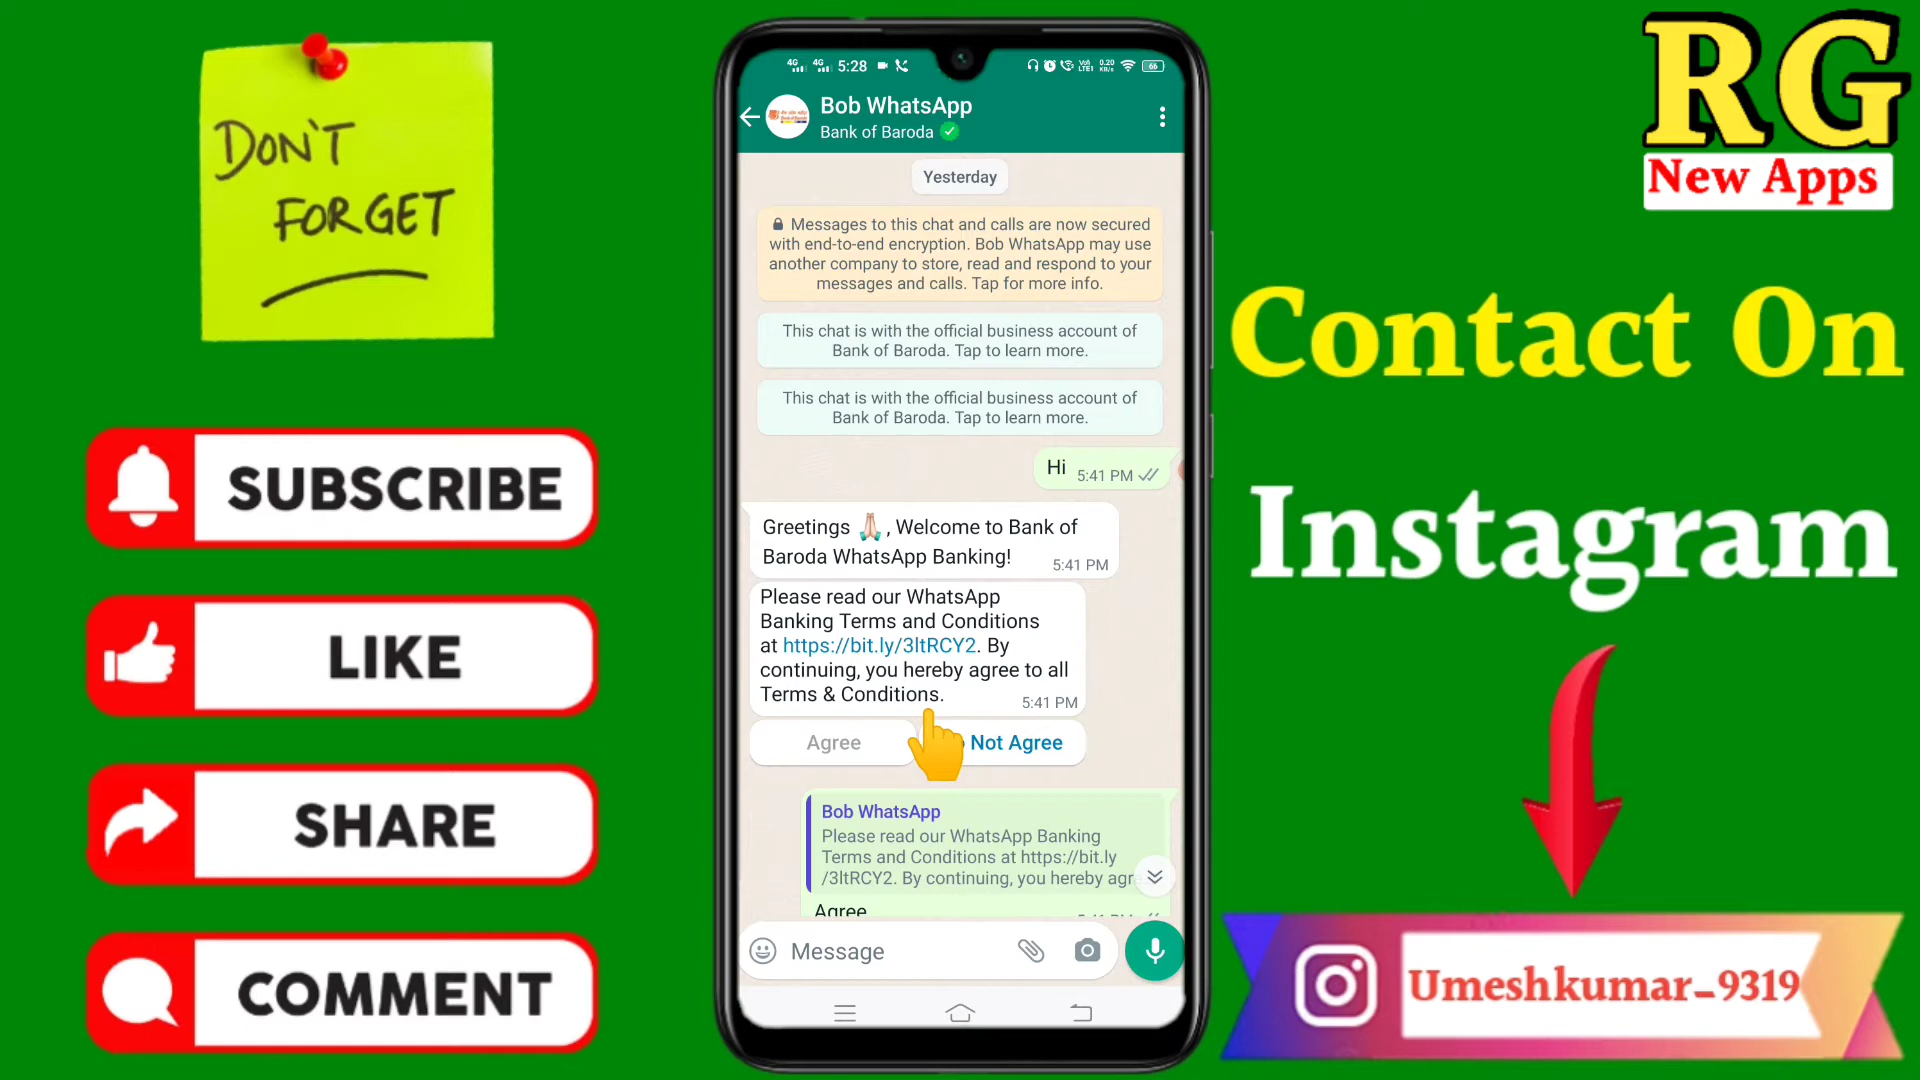 DON'T
FORGET
SUBSCRIBE
LIKE
SHARE
COMMENT
4G 4G 5:28
66
Bob WhatsApp
Bank of Baroda
Yesterday
Messages to this chat and calls are now secured
with end-to-end encryption. Bob WhatsApp may use
another company to store, read and respond to your
messages and calls. Tap for more info.
This chat is with the official business account of
Bank of Baroda. Tap to learn more.
This chat is with the official business account of
Bank of Baroda. Tap to learn more.
Hi 5:41 PM
Greetings 🙏, Welcome to Bank of
Baroda WhatsApp Banking!
5:41 PM
Please read our WhatsApp
Banking Terms and Conditions
at https://bit.ly/3ltRCY2. By
continuing, you hereby agree to all
Terms & Conditions.
5:41 PM
Agree
Not Agree
Bob WhatsApp
Please read our WhatsApp Banking
Terms and Conditions at https://bit.ly
/3ltRCY2. By continuing, you hereby agre
Agree
Message
RG
New Apps
Contact On
Instagram
Umeshkumar-9319